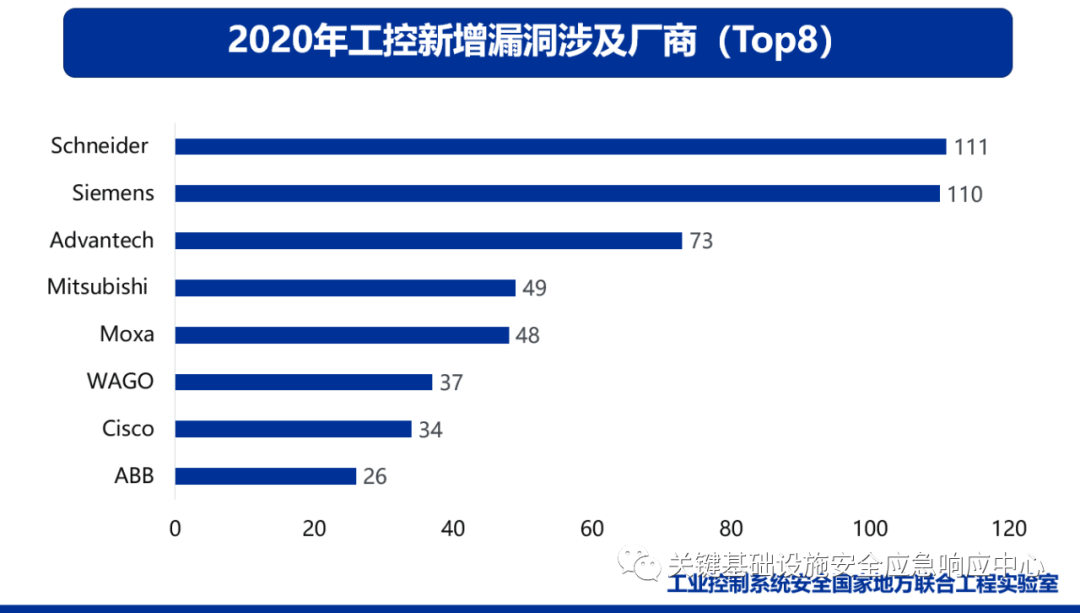 2020年工控新增漏洞涉及厂商（Top8）
Schneider 111
Siemens 110
Advantech 73
Mitsubishi 49
Moxa 48
WAGO 37
Cisco 34
ABB 26
0 20 40 60 80 100 120
关键基础设施安全应急响应中心
工业控制系统安全国家地方联合工程实验室